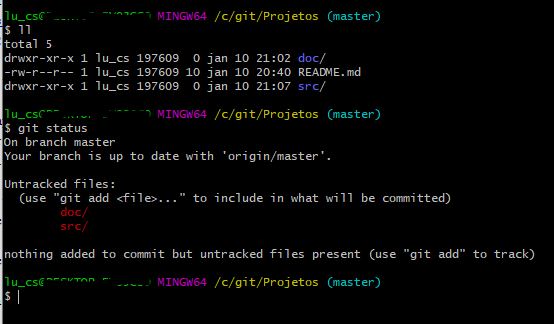 lu_cs@ MINGW64 /c/git/Projetos (master)
$ ll
total 5
drwxr-xr-x 1 lu_cs 197609 0 jan 10 21:02 doc/
-rw-r--r-- 1 lu_cs 197609 10 jan 10 20:40 README.md
drwxr-xr-x 1 lu_cs 197609 0 jan 10 21:07 src/
lu_cs@ MINGW64 /c/git/Projetos (master)
$ git status
On branch master
Your branch is up to date with 'origin/master'.
Untracked files:
(use "git add <file>..." to include in what will be committed)
doc/
src/
nothing added to commit but untracked files present (use "git add" to track)
lu_cs@ MINGW64 /c/git/Projetos (master)
$